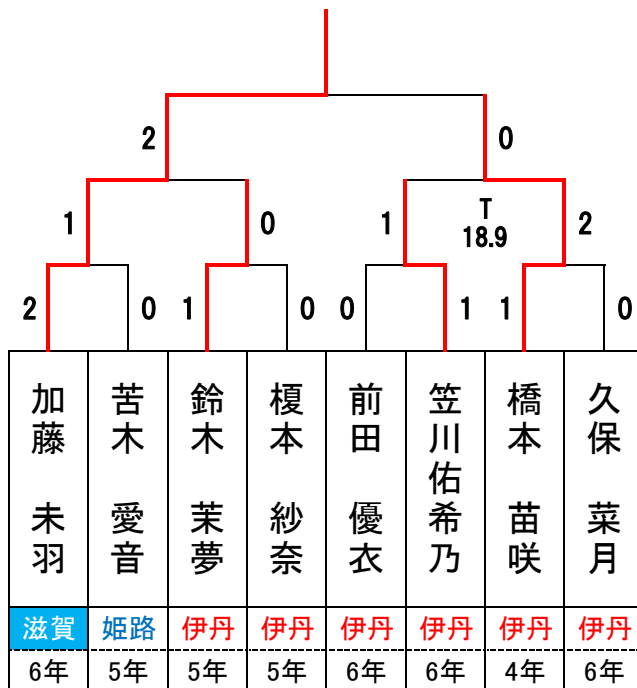 2 0
1 0 1 T 2
18.9
2 0 1 0 0 1 1 0
加藤 未羽
苫木 愛音
鈴木 茉夢
榎本 紗奈
前田 優衣
笠川佑希乃
橋本 苗咲
久保 菜月
滋賀 姫路 伊丹 伊丹 伊丹 伊丹 伊丹 伊丹
6年 5年 5年 5年 6年 6年 4年 6年